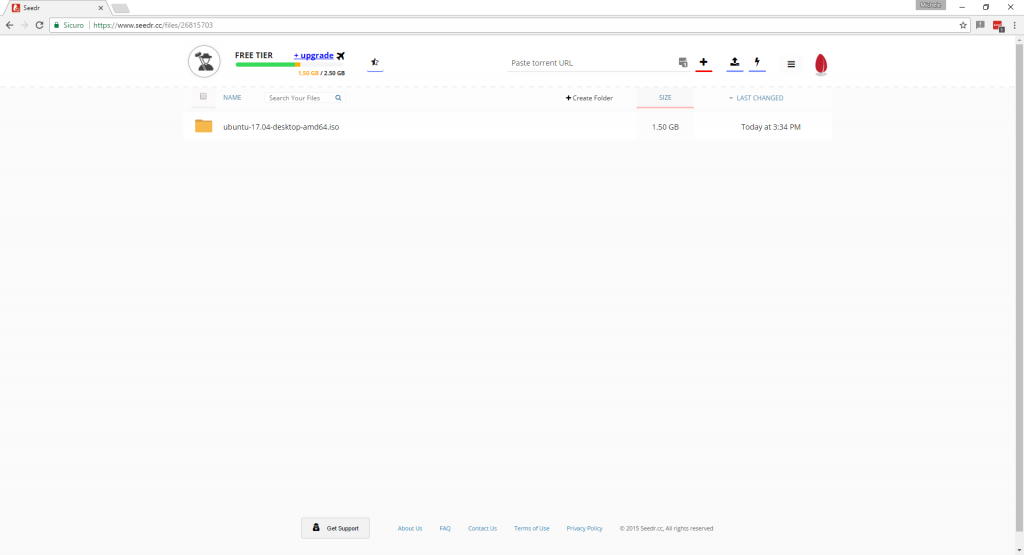 Seedr
Michele
Sicuro
https://www.seedr.cc/files/26815703
FREE TIER + upgrade
1.50 GB / 2.50 GB
Paste torrent URL
NAME Search Your Files Create Folder SIZE LAST CHANGED
ubuntu-17.04-desktop-amd64.iso 1.50 GB Today at 3:34 PM
Get Support About Us FAQ Contact Us Terms of Use Privacy Policy © 2015 Seedr.cc, All rights reserved